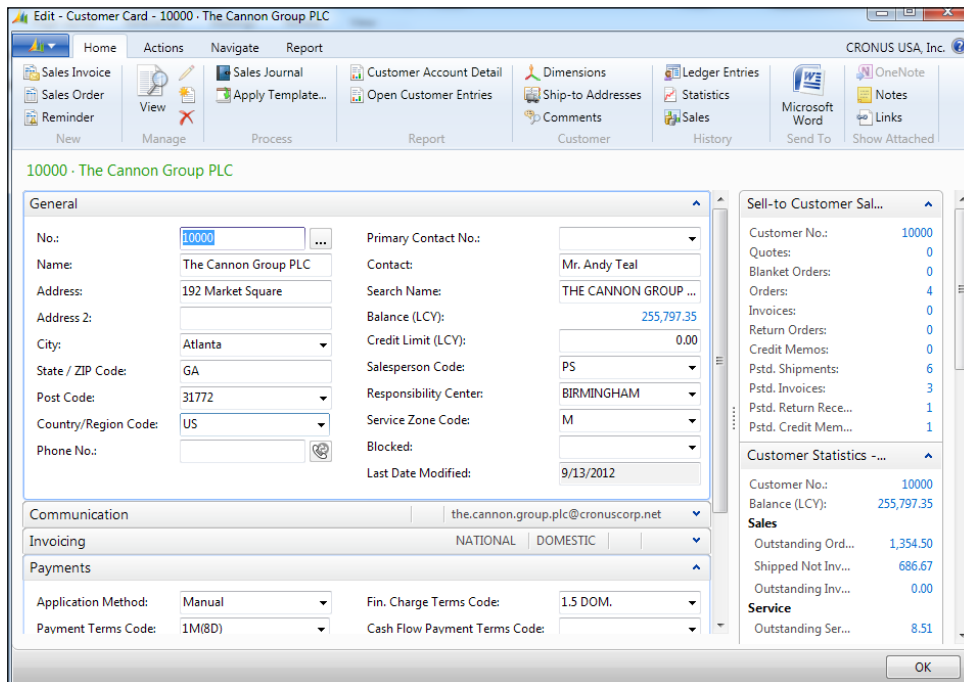 Edit - Customer Card - 10000 · The Cannon Group PLC
Home Actions Navigate Report CRONUS USA, Inc.
Sales Invoice Sales Journal Customer Account Detail Dimensions Ledger Entries OneNote
Sales Order Apply Template... Open Customer Entries Ship-to Addresses Statistics Notes
Reminder View Comments Sales Microsoft Word Links
New Manage Process Report Customer History Send To Show Attached
10000 · The Cannon Group PLC
General
No.: 10000 ... Primary Contact No.:
Name: The Cannon Group PLC Contact: Mr. Andy Teal
Address: 192 Market Square Search Name: THE CANNON GROUP ...
Address 2: Balance (LCY): 255,797.35
City: Atlanta Credit Limit (LCY): 0.00
State / ZIP Code: GA Salesperson Code: PS
Post Code: 31772 Responsibility Center: BIRMINGHAM
Country/Region Code: US Service Zone Code: M
Phone No.: Blocked:
Last Date Modified: 9/13/2012
Communication the.cannon.group.plc@cronuscorp.net
Invoicing NATIONAL DOMESTIC
Payments
Application Method: Manual Fin. Charge Terms Code: 1.5 DOM.
Payment Terms Code: 1M(8D) Cash Flow Payment Terms Code:
Sell-to Customer Sal...
Customer No.: 10000
Quotes: 0
Blanket Orders: 0
Orders: 4
Invoices: 0
Return Orders: 0
Credit Memos: 0
Pstd. Shipments: 6
Pstd. Invoices: 3
Pstd. Return Rece... 1
Pstd. Credit Mem... 1
Customer Statistics -...
Customer No.: 10000
Balance (LCY): 255,797.35
Sales
Outstanding Ord... 1,354.50
Shipped Not Inv... 686.67
Outstanding Inv... 0.00
Service
Outstanding Ser... 8.51
OK